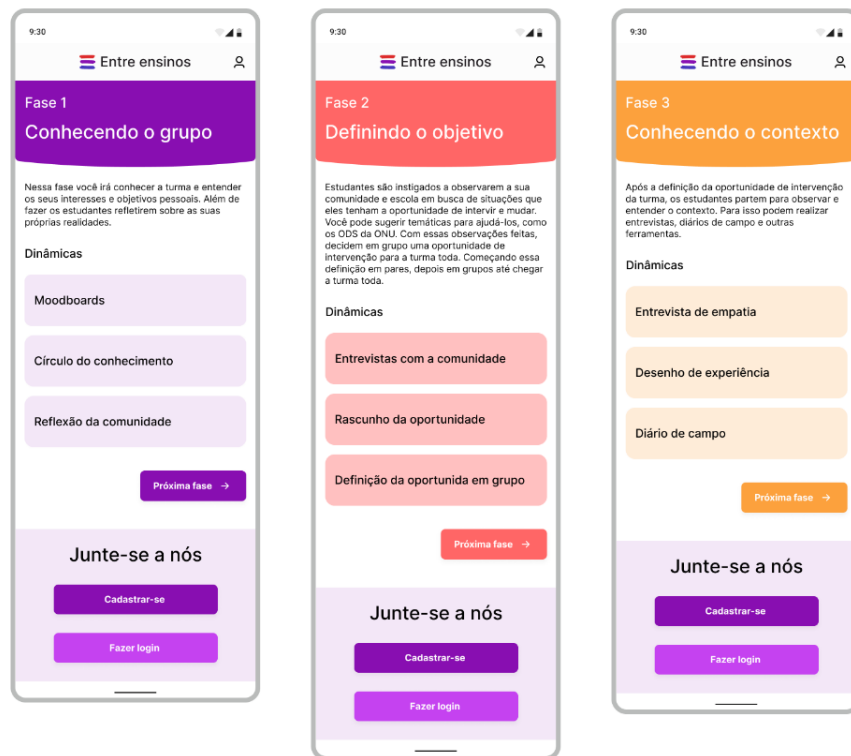 9:30
Entre ensinos
Fase 1
Conhecendo o grupo
Nessa fase você irá conhecer a turma e entender
os seus interesses e objetivos pessoais. Além de
fazer os estudantes refletirem sobre as suas
próprias realidades.
Dinâmicas
Moodboards
Círculo do conhecimento
Reflexão da comunidade
Próxima fase →
Junte-se a nós
Cadastrar-se
Fazer login
9:30
Entre ensinos
Fase 2
Definindo o objetivo
Estudantes são instigados a observarem a sua
comunidade e escola em busca de situações que
eles tenham a oportunidade de intervir e mudar.
Você pode sugerir temáticas para ajudá-los, como
os ODS da ONU. Com essas observações feitas,
decidem em grupo uma oportunidade de
intervenção para a turma toda. Começando essa
definição em pares, depois em grupos até chegar
a turma toda.
Dinâmicas
Entrevistas com a comunidade
Rascunho da oportunidade
Definição da oportunida em grupo
Próxima fase →
Junte-se a nós
Cadastrar-se
Fazer login
9:30
Entre ensinos
Fase 3
Conhecendo o contexto
Após a definição da oportunidade de intervenção
da turma, os estudantes partem para observar e
entender o contexto. Para isso podem realizar
entrevistas, diários de campo e outras
ferramentas.
Dinâmicas
Entrevista de empatia
Desenho de experiência
Diário de campo
Próxima fase →
Junte-se a nós
Cadastrar-se
Fazer login